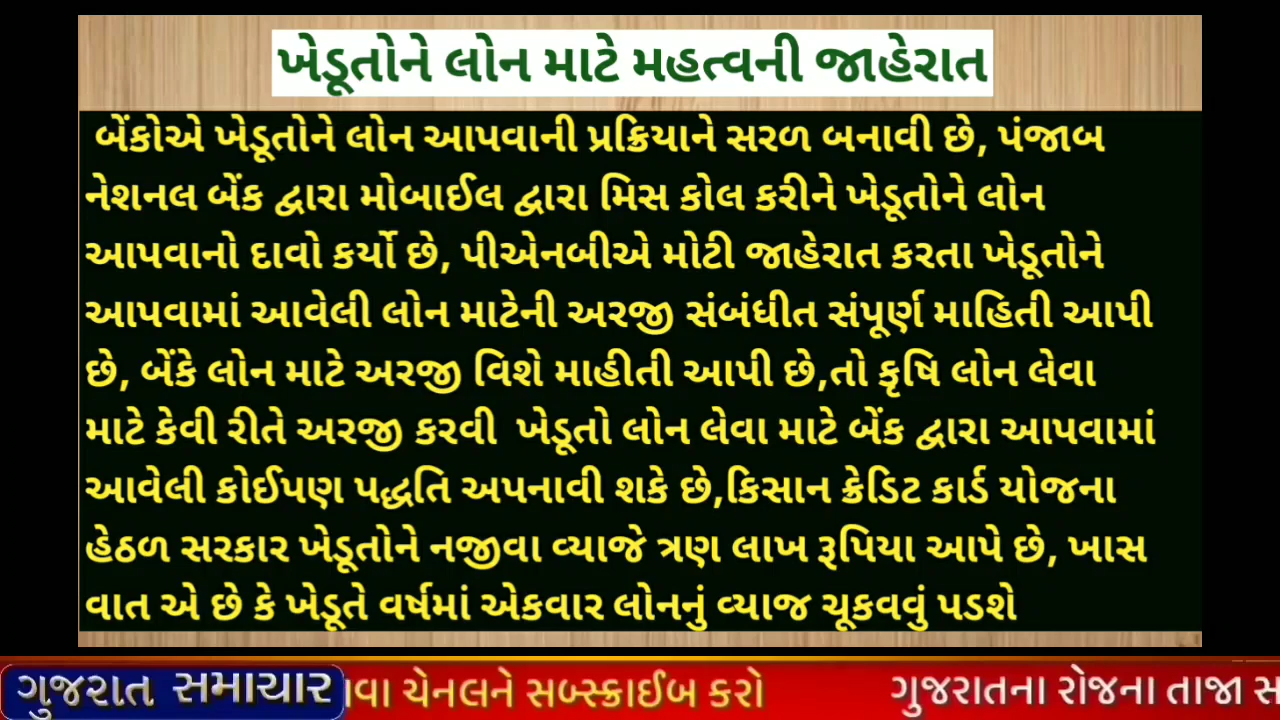 ખેડૂતોને લોન માટે મહત્વની જાહેરાત
બેંકોએ ખેડૂતોને લોન આપવાની પ્રક્રિયાને સરળ બનાવી છે, પંજાબ
નેશનલ બેંક દ્વારા મોબાઈલ દ્વારા મિસ કોલ કરીને ખેડૂતોને લોન
આપવાનો દાવો કર્યો છે, પીએનબીએ મોટી જાહેરાત કરતા ખેડૂતોને
આપવામાં આવેલી લોન માટેની અરજી સંબંધીત સંપૂર્ણ માહિતી આપી
છે, બેંકે લોન માટે અરજી વિશે માહીતી આપી છે,તો કૃષિ લોન લેવા
માટે કેવી રીતે અરજી કરવી ખેડૂતો લોન લેવા માટે બેંક દ્વારા આપવામાં
આવેલી કોઈપણ પદ્ધતિ અપનાવી શકે છે,કિસાન ક્રેડિટ કાર્ડ યોજના
હેઠળ સરકાર ખેડૂતોને નજીવા વ્યાજે ત્રણ લાખ રૂપિયા આપે છે, ખાસ
વાત એ છે કે ખેડૂતે વર્ષમાં એકવાર લોનનું વ્યાજ ચૂકવવું પડશે
ગુજરાત સમાચાર ચેનલને સબ્સ્ક્રાઈબ કરો ગુજરાતના રોજના તાજા